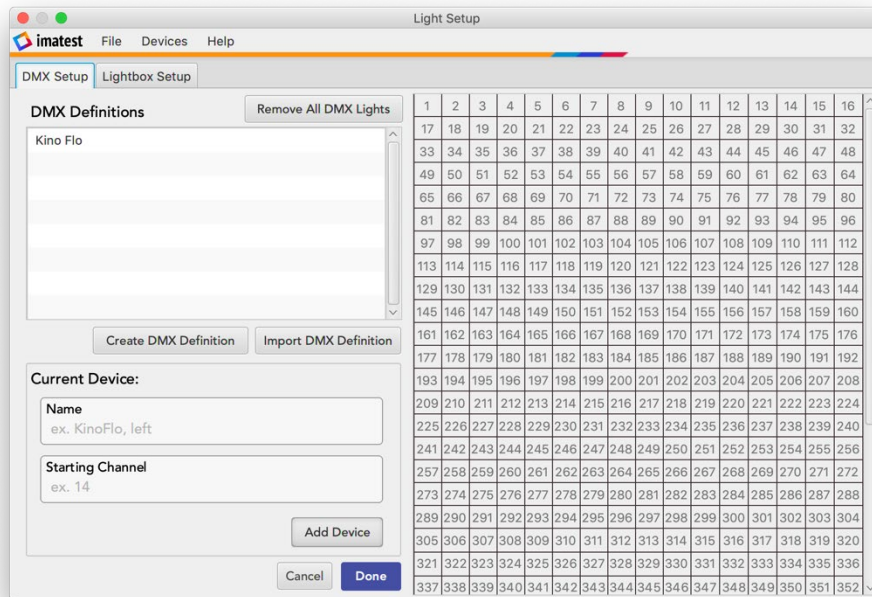 Light Setup
imatest File Devices Help
DMX Setup Lightbox Setup
DMX Definitions Remove All DMX Lights
Kino Flo
Create DMX Definition Import DMX Definition
Current Device:
Name
ex. KinoFlo, left
Starting Channel
ex. 14
Add Device
Cancel Done
1 2 3 4 5 6 7 8 9 10 11 12 13 14 15 16
17 18 19 20 21 22 23 24 25 26 27 28 29 30 31 32
33 34 35 36 37 38 39 40 41 42 43 44 45 46 47 48
49 50 51 52 53 54 55 56 57 58 59 60 61 62 63 64
65 66 67 68 69 70 71 72 73 74 75 76 77 78 79 80
81 82 83 84 85 86 87 88 89 90 91 92 93 94 95 96
97 98 99 100 101 102 103 104 105 106 107 108 109 110 111 112
113 114 115 116 117 118 119 120 121 122 123 124 125 126 127 128
129 130 131 132 133 134 135 136 137 138 139 140 141 142 143 144
145 146 147 148 149 150 151 152 153 154 155 156 157 158 159 160
161 162 163 164 165 166 167 168 169 170 171 172 173 174 175 176
177 178 179 180 181 182 183 184 185 186 187 188 189 190 191 192
193 194 195 196 197 198 199 200 201 202 203 204 205 206 207 208
209 210 211 212 213 214 215 216 217 218 219 220 221 222 223 224
225 226 227 228 229 230 231 232 233 234 235 236 237 238 239 240
241 242 243 244 245 246 247 248 249 250 251 252 253 254 255 256
257 258 259 260 261 262 263 264 265 266 267 268 269 270 271 272
273 274 275 276 277 278 279 280 281 282 283 284 285 286 287 288
289 290 291 292 293 294 295 296 297 298 299 300 301 302 303 304
305 306 307 308 309 310 311 312 313 314 315 316 317 318 319 320
321 322 323 324 325 326 327 328 329 330 331 332 333 334 335 336
337 338 339 340 341 342 343 344 345 346 347 348 349 350 351 352